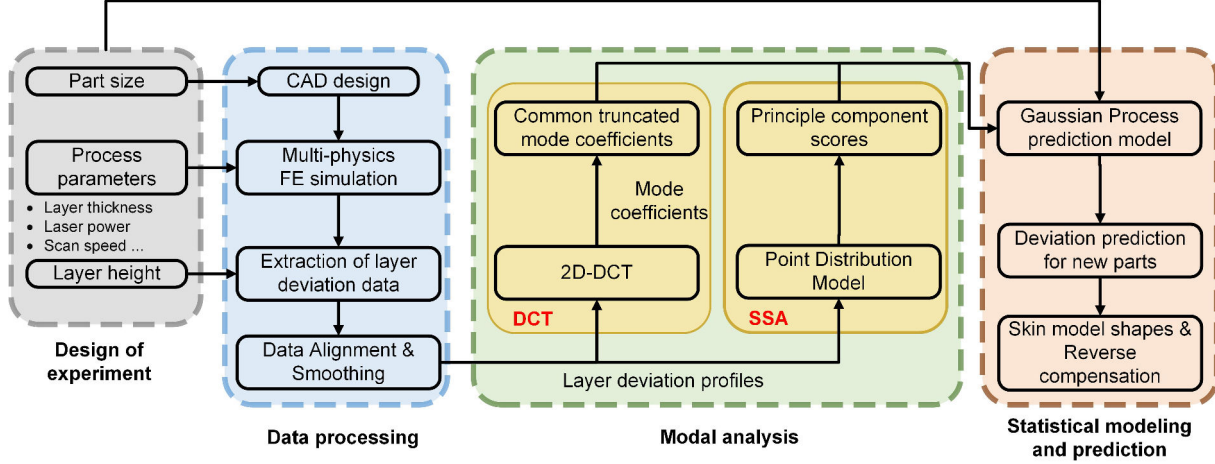 Part size
Process
parameters
• Layer thickness
• Laser power
• Scan speed ...
Layer height
Design of
experiment
CAD design
Multi-physics
FE simulation
Extraction of layer
deviation data
Data Alignment &
Smoothing
Data processing
Common truncated
mode coefficients
Mode
coefficients
2D-DCT
DCT
Principle component
scores
Point Distribution
Model
SSA
Layer deviation profiles
Modal analysis
Gaussian Process
prediction model
Deviation prediction
for new parts
Skin model shapes &
Reverse
compensation
Statistical modeling
and prediction